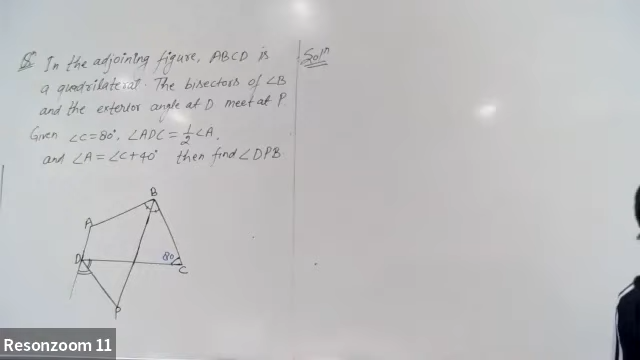 Q. In the adjoining figure, ABCD is
a quadrilateral. The bisectors of ∠B
and the exterior angle at D meet at P.
Given ∠C=80°, ∠ADC = 1/2 ∠A.
and ∠A = ∠C+40° then find ∠DPB.
Solⁿ
B
A
D
80
C
P
Resonzoom 11